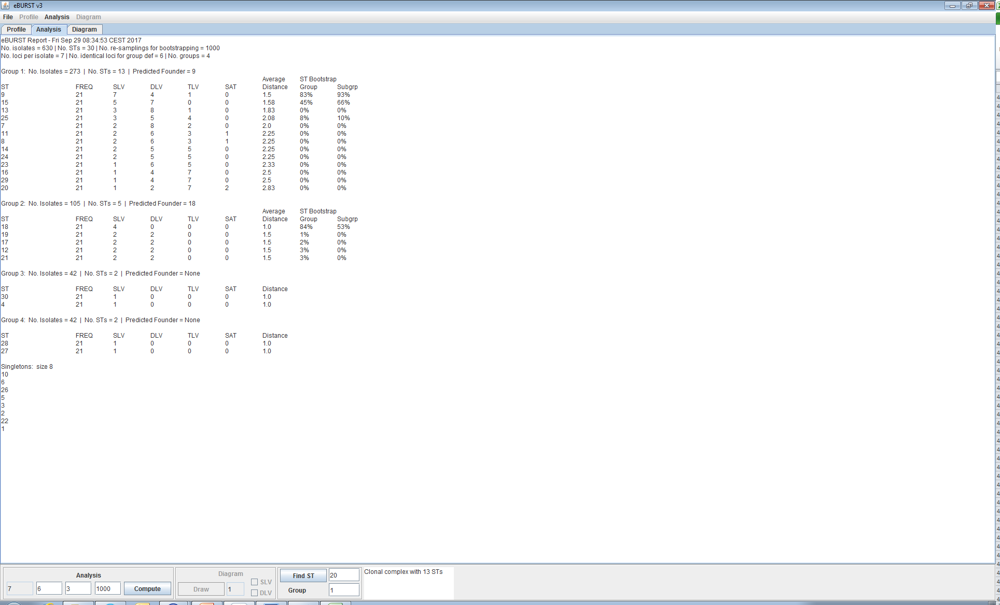 eBURST v3
File Profile Analysis Diagram
Profile Analysis Diagram
eBURST Report - Fri Sep 29 08:34:53 CEST 2017
No. isolates = 630 | No. STs = 30 | No. re-samplings for bootstrapping = 1000
No. loci per isolate = 7 | No. identical loci for group def = 6 | No. groups = 4
Group 1: No. Isolates = 273 | No. STs = 13 | Predicted Founder = 9
Average ST Bootstrap
ST FREQ SLV DLV TLV SAT Distance Group Subgrp
9 21 7 4 1 0 1.5 83% 93%
15 21 5 7 0 0 1.58 45% 66%
13 21 3 8 1 0 1.83 0% 0%
25 21 3 5 4 0 2.08 8% 10%
7 21 2 8 2 0 2.0 0% 0%
11 21 2 6 3 1 2.25 0% 0%
8 21 2 6 3 1 2.25 0% 0%
14 21 2 5 5 0 2.25 0% 0%
24 21 2 5 5 0 2.25 0% 0%
23 21 1 6 5 0 2.33 0% 0%
16 21 1 4 7 0 2.5 0% 0%
29 21 1 4 7 0 2.5 0% 0%
20 21 1 2 7 2 2.83 0% 0%
Group 2: No. Isolates = 105 | No. STs = 5 | Predicted Founder = 18
Average ST Bootstrap
ST FREQ SLV DLV TLV SAT Distance Group Subgrp
18 21 4 0 0 0 1.0 84% 53%
19 21 2 2 0 0 1.5 1% 0%
17 21 2 2 0 0 1.5 2% 0%
12 21 2 2 0 0 1.5 3% 0%
21 21 2 2 0 0 1.5 3% 0%
Group 3: No. Isolates = 42 | No. STs = 2 | Predicted Founder = None
ST FREQ SLV DLV TLV SAT Distance
30 21 1 0 0 0 1.0
4 21 1 0 0 0 1.0
Group 4: No. Isolates = 42 | No. STs = 2 | Predicted Founder = None
ST FREQ SLV DLV TLV SAT Distance
28 21 1 0 0 0 1.0
27 21 1 0 0 0 1.0
Singletons: size 8
10
6
26
5
3
2
22
1
Analysis
7 6 3 1000 Compute
Diagram
Draw 1 SLV
DLV
Find ST 20
Group 1
Clonal complex with 13 STs